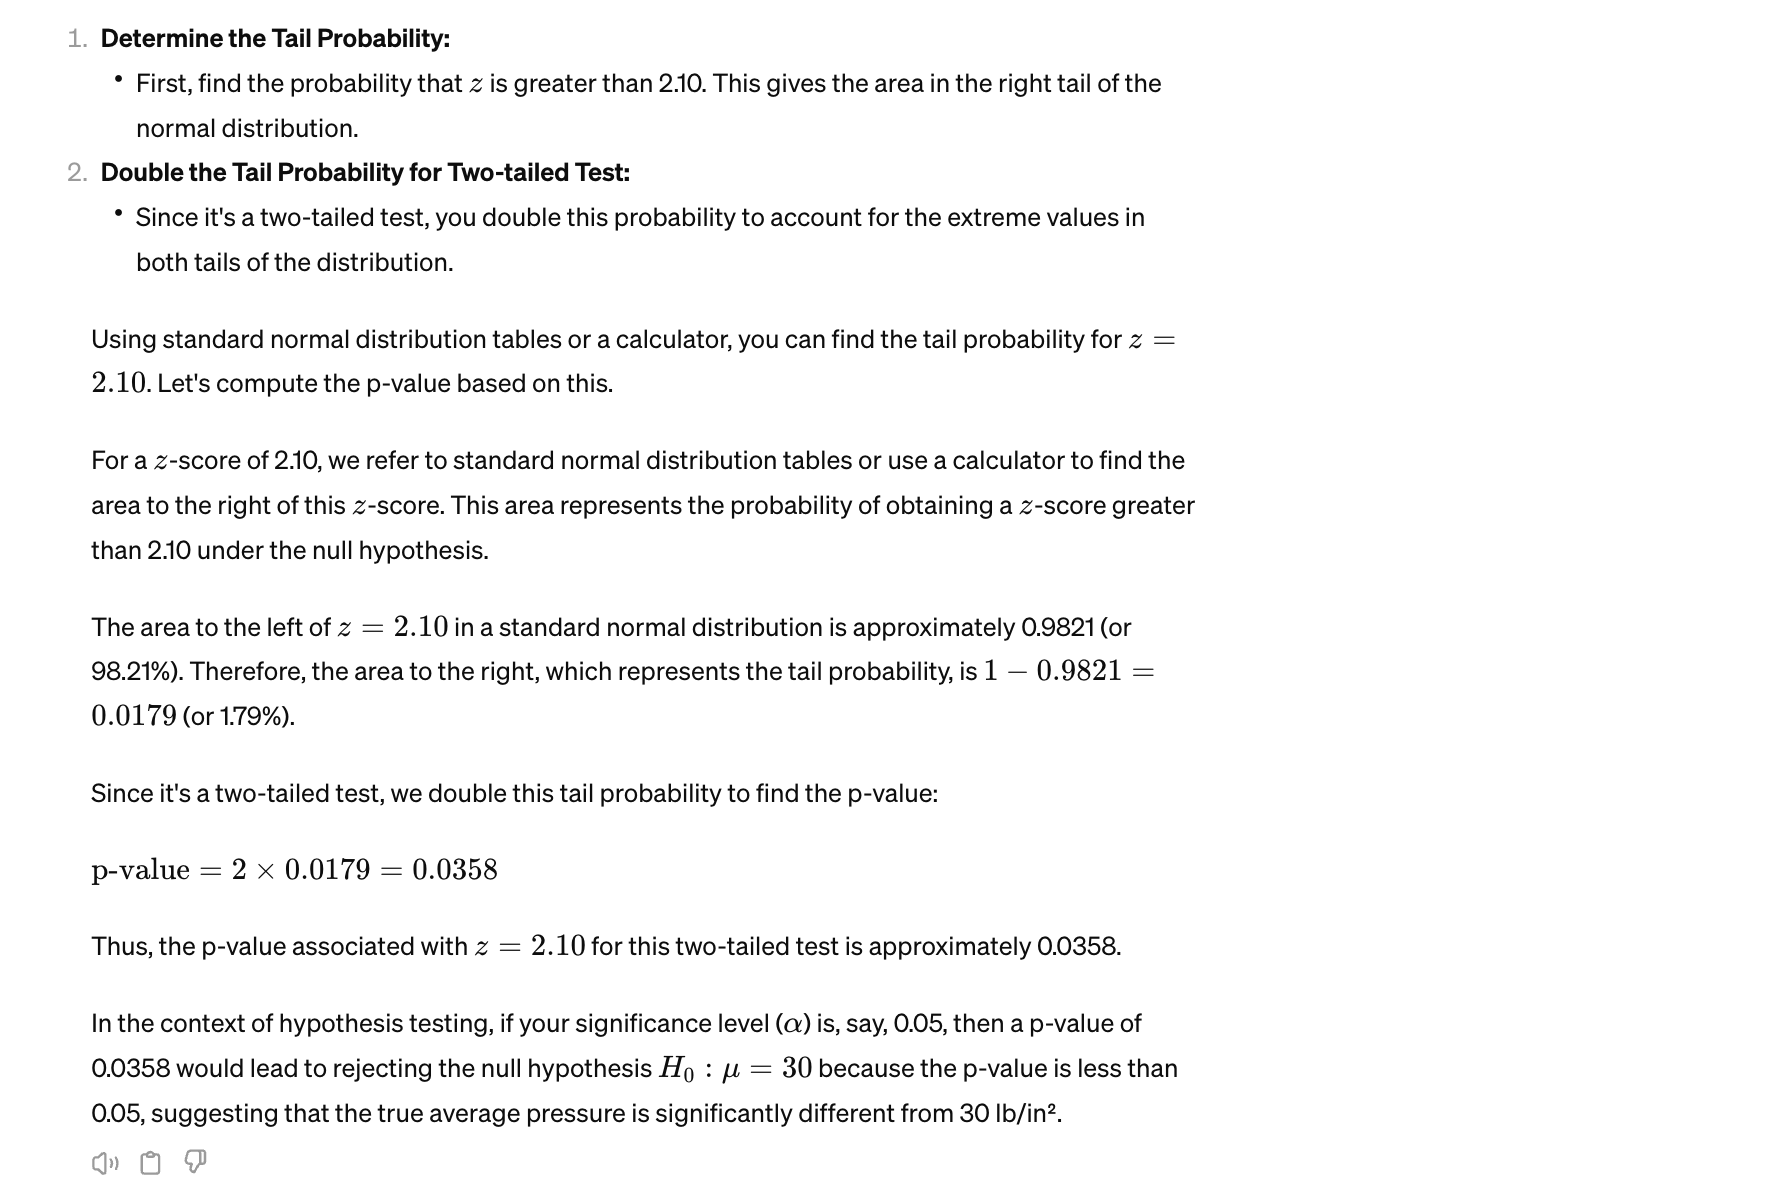 1. Determine the Tail Probability:
• First, find the probability that z is greater than 2.10. This gives the area in the right tail of the
normal distribution.
2. Double the Tail Probability for Two-tailed Test:
• Since it's a two-tailed test, you double this probability to account for the extreme values in
both tails of the distribution.
Using standard normal distribution tables or a calculator, you can find the tail probability for z =
2.10. Let's compute the p-value based on this.
For a z-score of 2.10, we refer to standard normal distribution tables or use a calculator to find the
area to the right of this z-score. This area represents the probability of obtaining a z-score greater
than 2.10 under the null hypothesis.
The area to the left of z = 2.10 in a standard normal distribution is approximately 0.9821 (or
98.21%). Therefore, the area to the right, which represents the tail probability, is 1 − 0.9821 =
0.0179 (or 1.79%).
Since it's a two-tailed test, we double this tail probability to find the p-value:
p-value = 2 × 0.0179 = 0.0358
Thus, the p-value associated with z = 2.10 for this two-tailed test is approximately 0.0358.
In the context of hypothesis testing, if your significance level (α) is, say, 0.05, then a p-value of
0.0358 would lead to rejecting the null hypothesis H₀ : μ = 30 because the p-value is less than
0.05, suggesting that the true average pressure is significantly different from 30 lb/in².